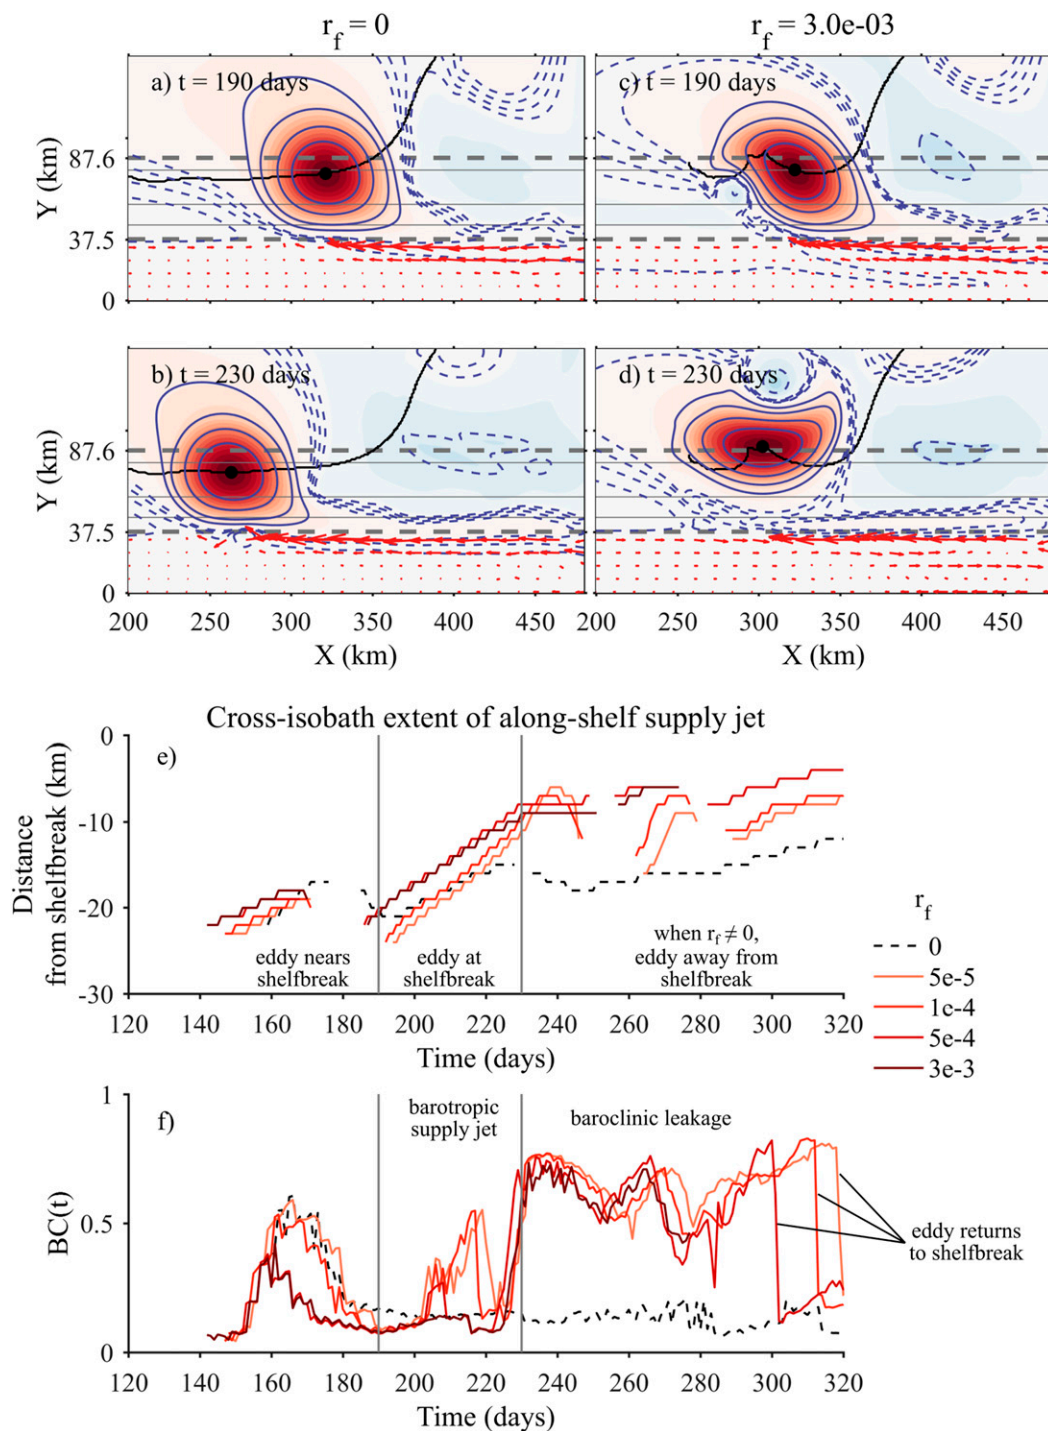 r_f = 0
r_f = 3.0e-03
a) t = 190 days
c) t = 190 days
Y (km)
87.6
37.5
0
b) t = 230 days
d) t = 230 days
Y (km)
87.6
37.5
0
200 250 300 350 400 450
200 250 300 350 400 450
X (km)
X (km)
Cross-isobath extent of along-shelf supply jet
e)
Distance
from shelfbreak (km)
0
-10
-20
-30
eddy nears
shelfbreak
eddy at
shelfbreak
when r_f ≠ 0,
eddy away from
shelfbreak
120 140 160 180 200 220 240 260 280 300 320
Time (days)
r_f
0
5e-5
1e-4
5e-4
3e-3
f)
BC(t)
1
0.5
0
barotropic
supply jet
baroclinic leakage
eddy returns
to shelfbreak
120 140 160 180 200 220 240 260 280 300 320
Time (days)